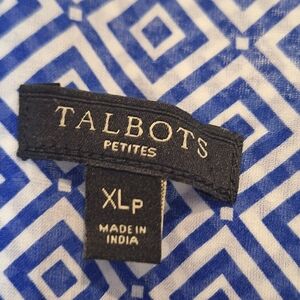 TALBOTS
PETITES
XLP
MADE IN
INDIA